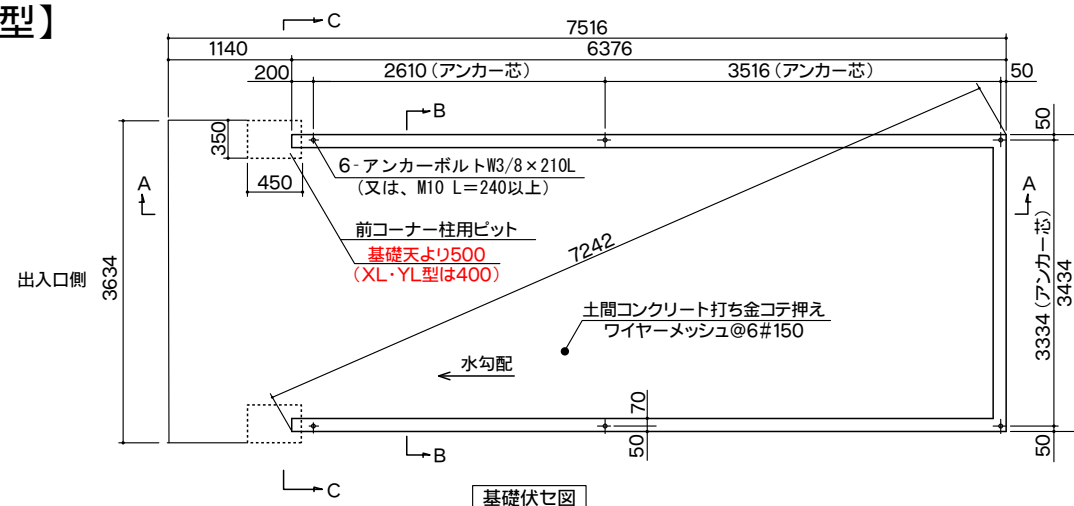 型】
C
7516
1140
6376
200
2610（アンカー芯）
3516（アンカー芯）
50
B
50
350
6-アンカーボルトW3/8×210L
（又は、M10 L=240以上）
A
450
A
前コーナー柱用ピット
基礎天より500
（XL・YL型は400）
7242
出入口側
3634
3334（アンカー芯）
3434
土間コンクリート打ち金コテ押え
ワイヤーメッシュ@6#150
水勾配
70
50
50
B
C
基礎伏セ図